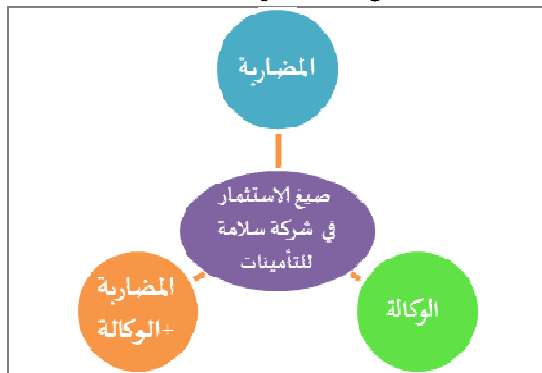 المضاربة
صيغ الاستثمار
في شركة سلامة
للتأمينات
الوكالة
المضاربة
+الوكالة